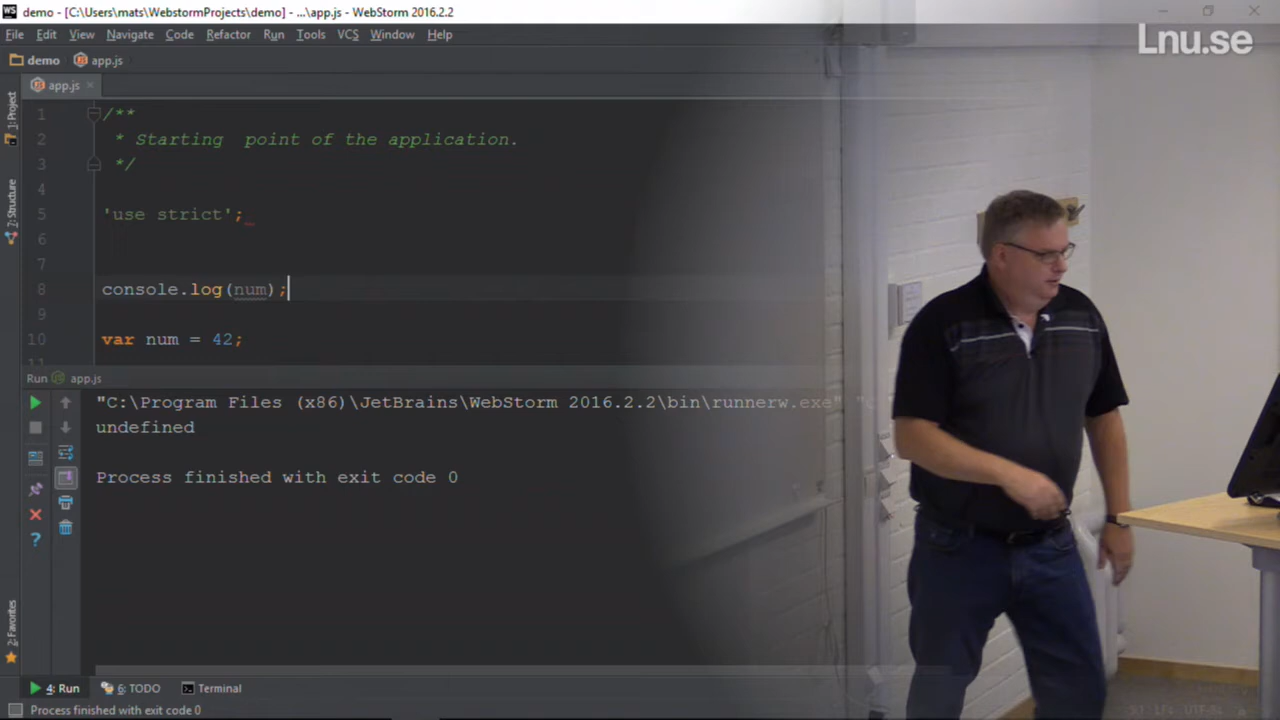 demo - [C:\Users\mats\WebstormProjects\demo] - ...\app.js - WebStorm 2016.2.2
File Edit View Navigate Code Refactor Run Tools VCS Window Help
Lnu.se
demo app.js
app.js
1: Project
7: Structure
2: Favorites
1 /**
2 * Starting  point of the application.
3 */
4
5 'use strict';
6
7
8 console.log(num);
9
10 var num = 42;
11
Run app.js
"C:\Program Files (x86)\JetBrains\WebStorm 2016.2.2\bin\runnerw.exe"
undefined
Process finished with exit code 0
4: Run 6: TODO Terminal
Process finished with exit code 0